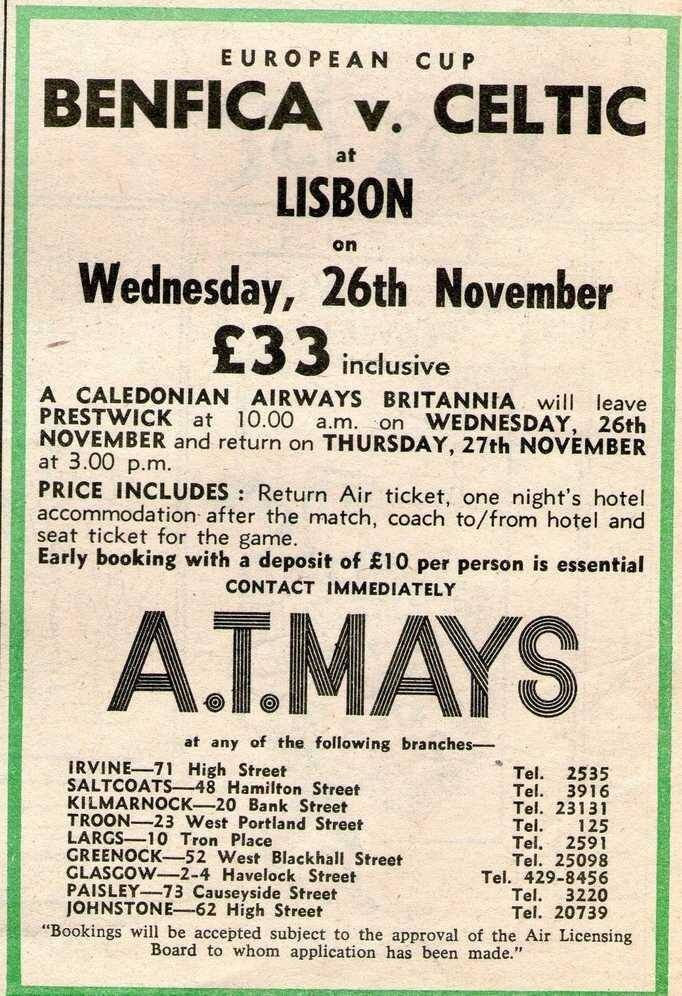 EUROPEAN CUP
BENFICA v. CELTIC
at
LISBON
on
Wednesday, 26th November
£33 inclusive
A CALEDONIAN AIRWAYS BRITANNIA will leave
PRESTWICK at 10.00 a.m. on WEDNESDAY, 26th
NOVEMBER and return on THURSDAY, 27th NOVEMBER
at 3.00 p.m.
PRICE INCLUDES : Return Air ticket, one night's hotel
accommodation after the match, coach to/from hotel and
seat ticket for the game.
Early booking with a deposit of £10 per person is essential
CONTACT IMMEDIATELY
A.T.MAYS
at any of the following branches—
IRVINE—71 High Street Tel. 2535
SALTCOATS—48 Hamilton Street Tel. 3916
KILMARNOCK—20 Bank Street Tel. 23131
TROON—23 West Portland Street Tel. 125
LARGS—10 Tron Place Tel. 2591
GREENOCK—52 West Blackhall Street Tel. 25098
GLASGOW—2-4 Havelock Street Tel. 429-8456
PAISLEY—73 Causeyside Street Tel. 3220
JOHNSTONE—62 High Street Tel. 20739
"Bookings will be accepted subject to the approval of the Air Licensing
Board to whom application has been made."